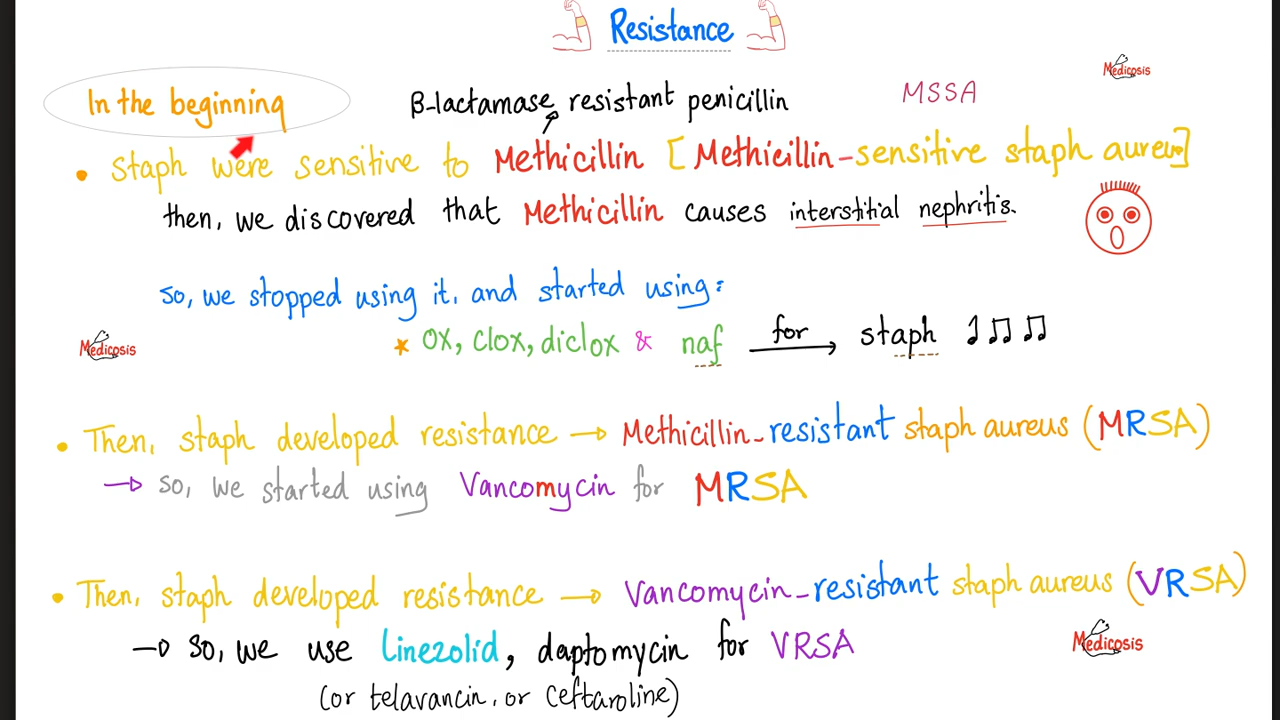 Resistance
Medicosis
In the beginning
β-lactamase resistant penicillin
MSSA
• Staph were sensitive to Methicillin [Methicillin-sensitive staph aureus]
then, we discovered that Methicillin causes interstitial nephritis.
So, we stopped using it, and started using:
Medicosis
* Ox, Clox, diclox & naf for → staph ♩♫♫
• Then, staph developed resistance → Methicillin-resistant staph aureus (MRSA)
→ so, we started using Vancomycin for MRSA
• Then, staph developed resistance → Vancomycin-resistant staph aureus (VRSA)
→ so, we use Linezolid, daptomycin for VRSA
Medicosis
(or telavancin, or ceftaroline)